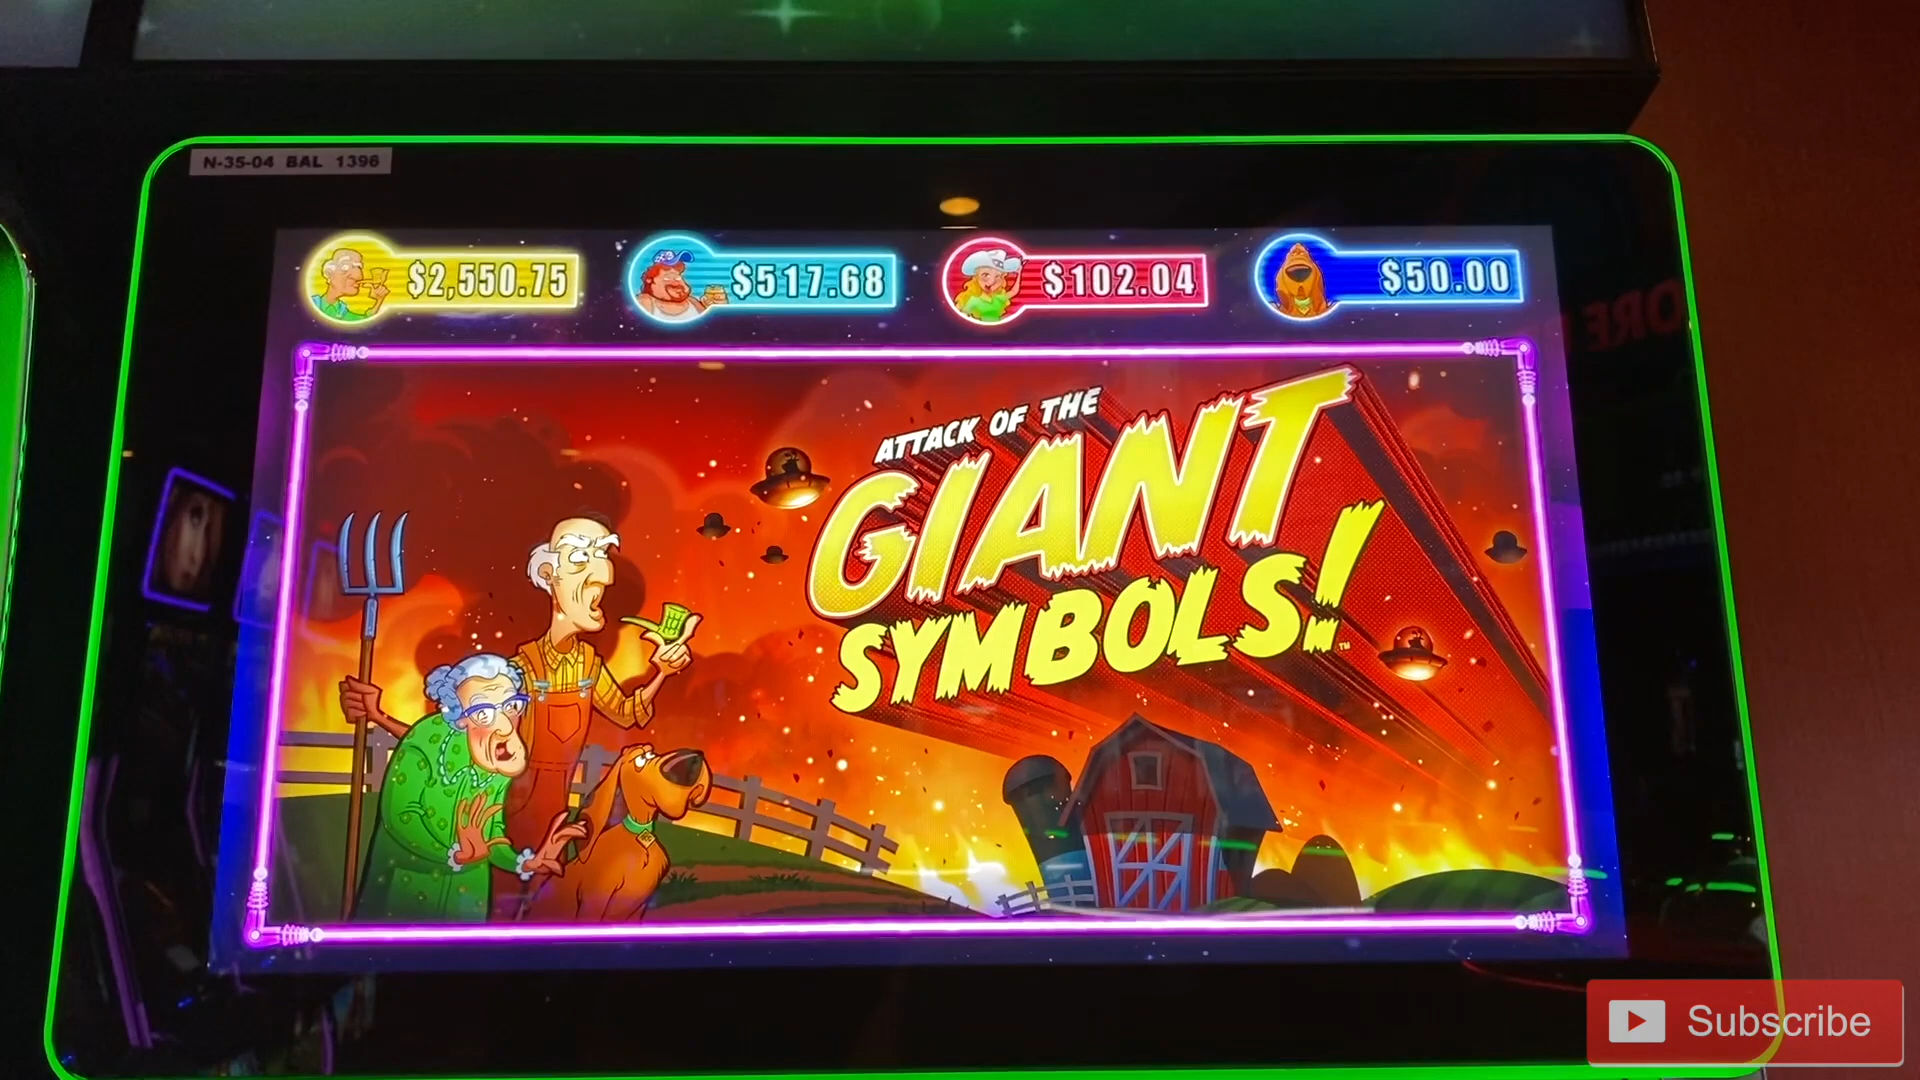 N-35-04 BAL 1396
$2,550.75
$517.68
$102.04
$50.00
ATTACK OF THE
GIANT
SYMBOLS!
TM
Subscribe